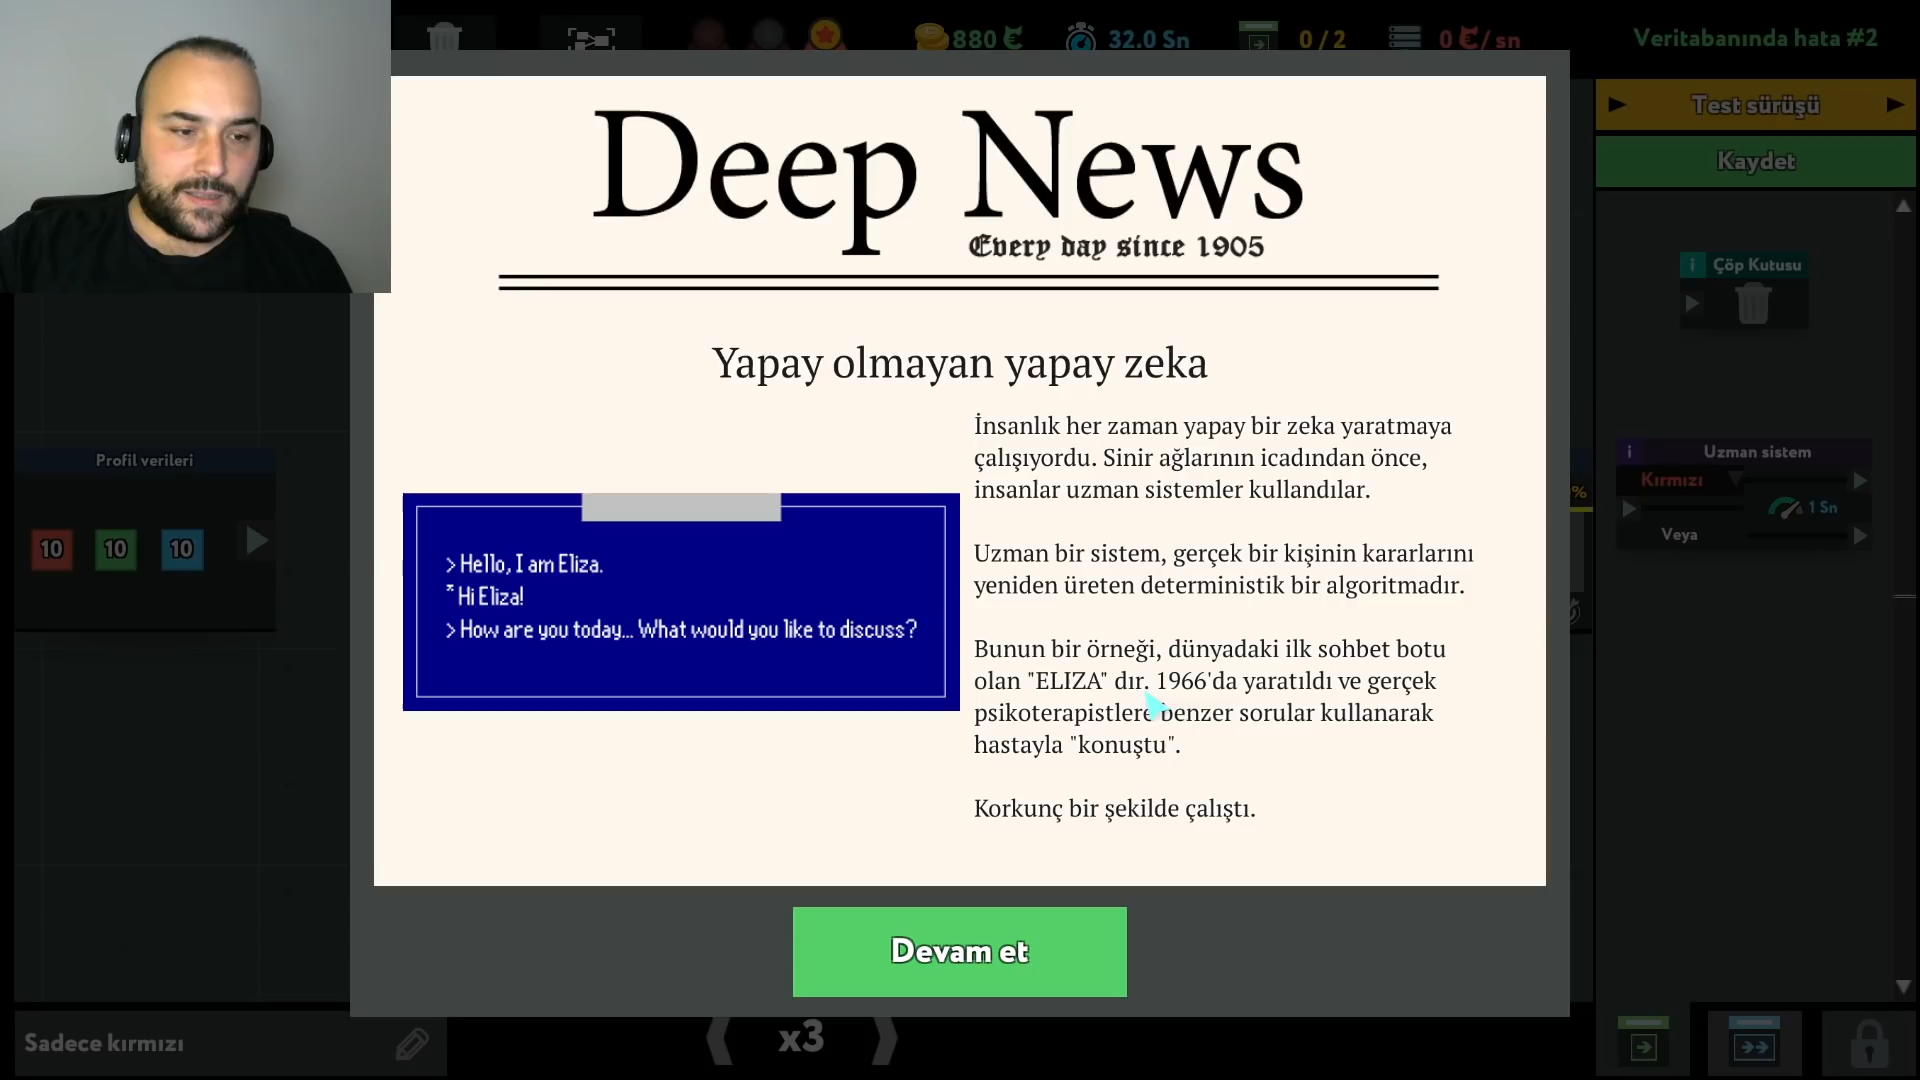 880
32.0 Sn
0 / 2
0 €/sn
Veritabanında hata #2
Test sürüşü
Kaydet
Deep News
Every day since 1905
Yapay olmayan yapay zeka
İnsanlık her zaman yapay bir zeka yaratmaya
çalışıyordu. Sinir ağlarının icadından önce,
insanlar uzman sistemler kullandılar.
Uzman bir sistem, gerçek bir kişinin kararlarını
yeniden üreten deterministik bir algoritmadır.
Bunun bir örneği, dünyadaki ilk sohbet botu
olan "ELIZA" dır. 1966'da yaratıldı ve gerçek
psikoterapistlere benzer sorular kullanarak
hastayla "konuştu".
Korkunç bir şekilde çalıştı.
>Hello, I am Eliza.
*Hi Eliza!
>How are you today... What would you like to discuss?
Profil verileri
10 10 10
i Çöp Kutusu
i Uzman sistem
Kırmızı
1 Sn
Veya
%
Devam et
Sadece kırmızı
x3